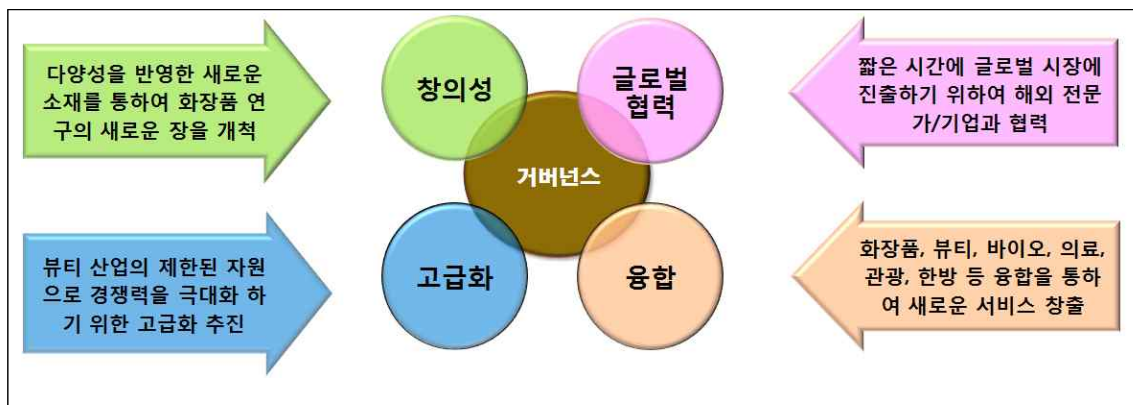 다양성을 반영한 새로운
소재를 통하여 화장품 연
구의 새로운 장을 개척
창의성
글로벌
협력
짧은 시간에 글로벌 시장에
진출하기 위하여 해외 전문
가/기업과 협력
거버넌스
뷰티 산업의 제한된 자원
으로 경쟁력을 극대화 하
기 위한 고급화 추진
고급화
융합
화장품, 뷰티, 바이오, 의료,
관광, 한방 등 융합을 통하
여 새로운 서비스 창출